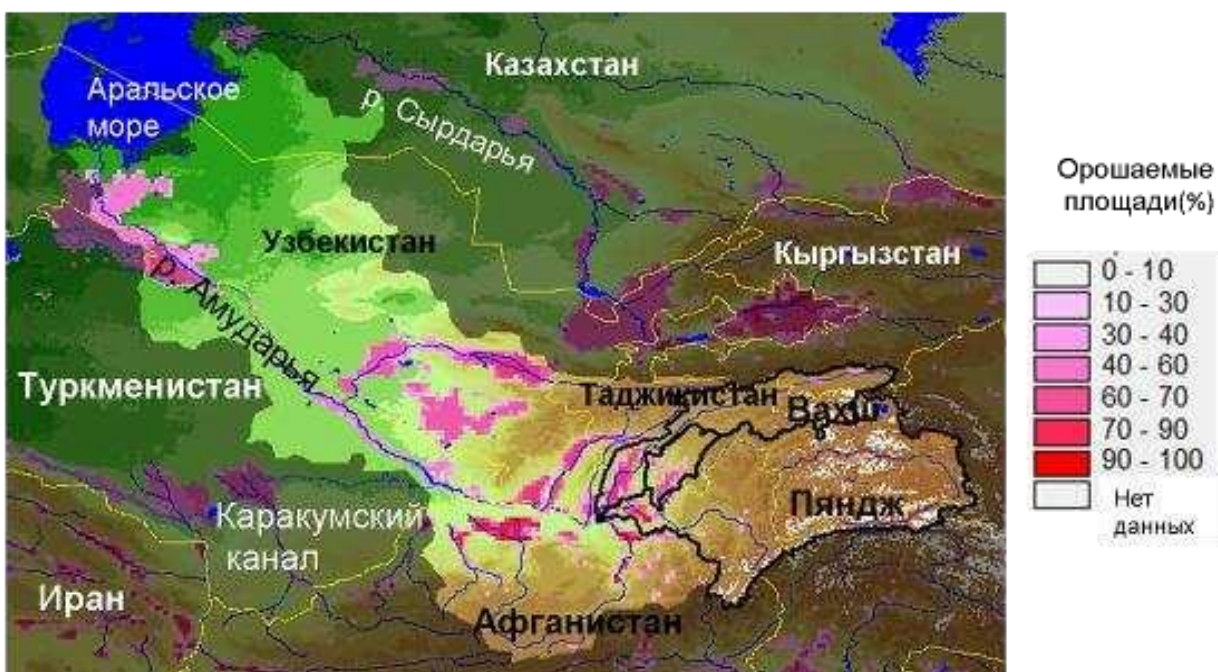 Казахстан
Аральское
море
р. Сырдарья
Узбекистан
Кыргызстан
р. Амударья
Туркменистан
Таджикистан
Вахш
Пяндж
Каракумский
канал
Иран
Афганистан
Орошаемые
площади(%)
0 - 10
10 - 30
30 - 40
40 - 60
60 - 70
70 - 90
90 - 100
Нет
данных